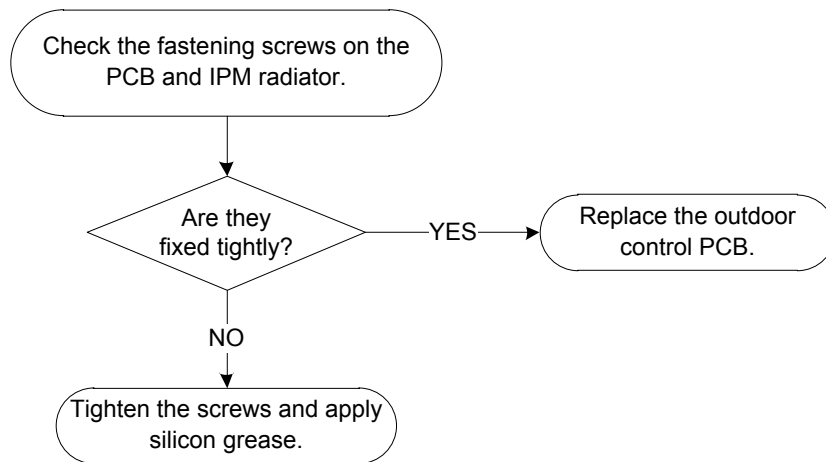 Check the fastening screws on the
PCB and IPM radiator.
Are they
fixed tightly?
YES
Replace the outdoor
control PCB.
NO
Tighten the screws and apply
silicon grease.